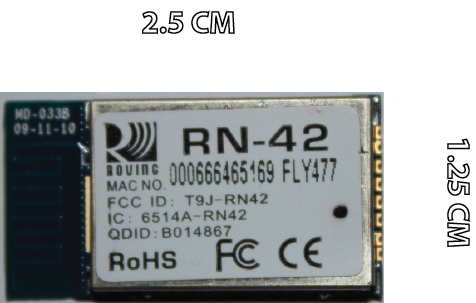 2.5 CM
MD-033B
09-11-10
ROVING
RN-42
MAC NO. 000666465169 FLY477
FCC ID: T9J-RN42
IC: 6514A-RN42
QDID: B014867
RoHS FC CE
1.25 CM